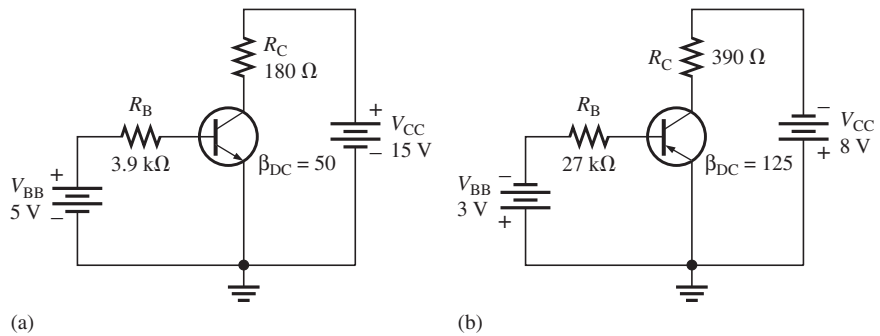 R_C
180 Ω
R_B
3.9 kΩ
+
V_BB
5 V
−
β_DC = 50
+
V_CC
−
15 V
(a)
R_C
390 Ω
R_B
27 kΩ
−
V_BB
3 V
+
β_DC = 125
−
V_CC
+
8 V
(b)